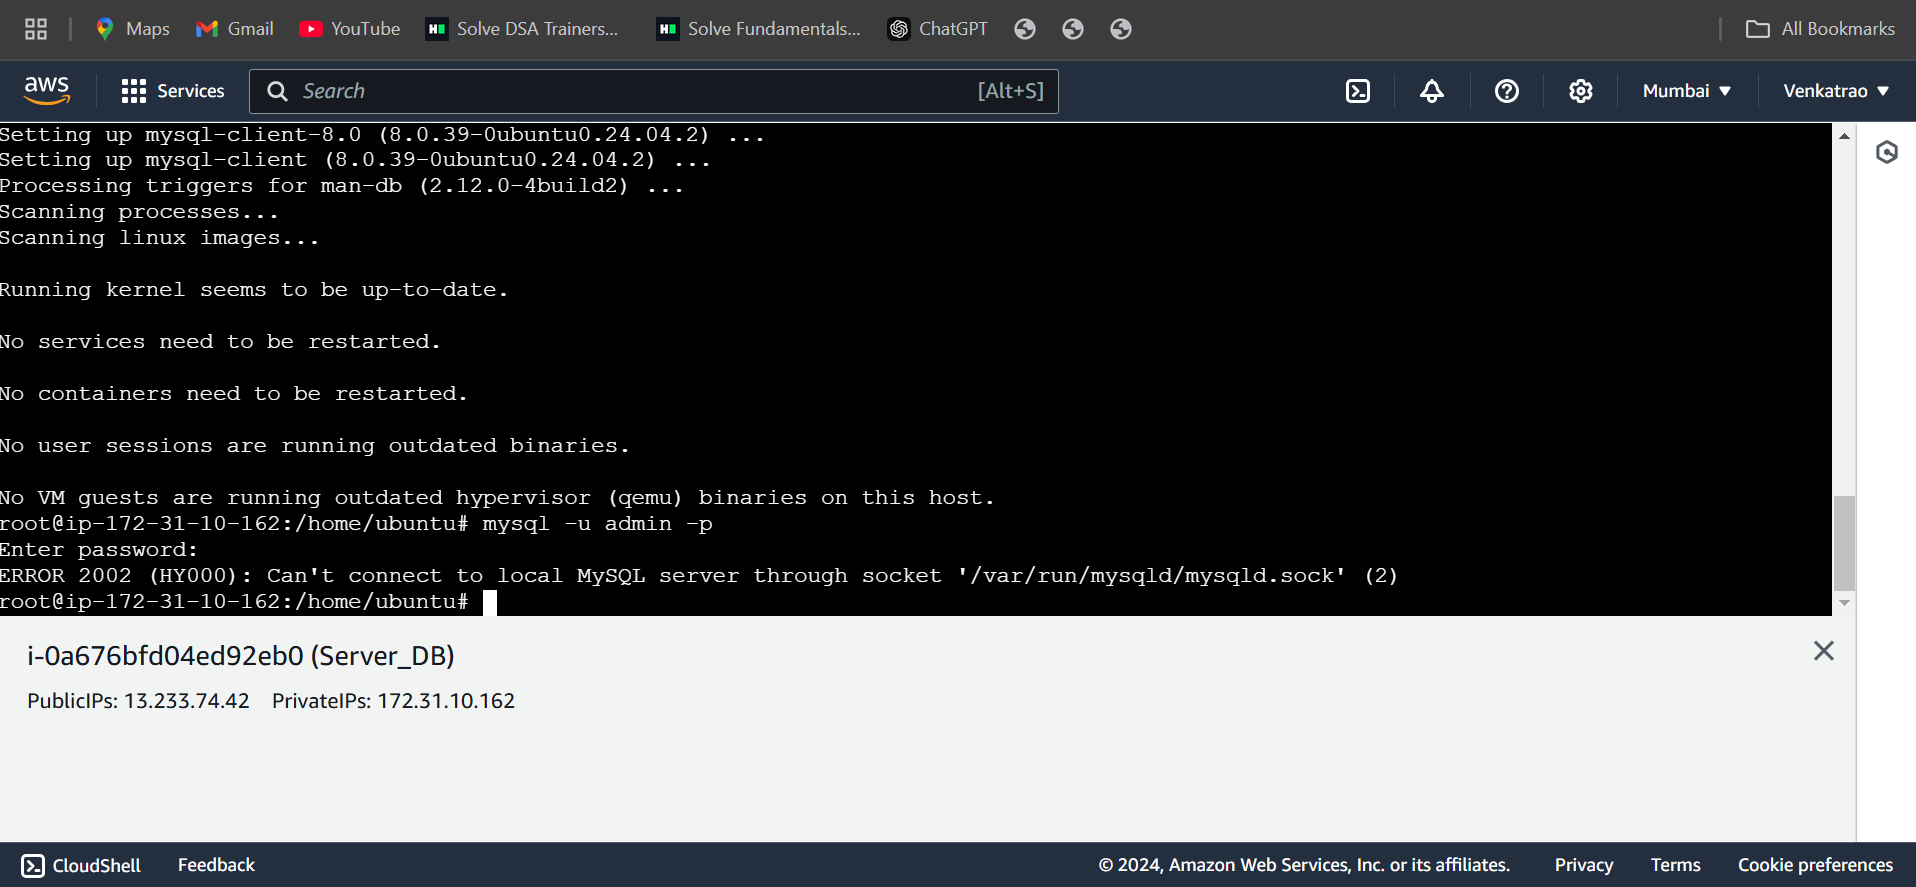 Maps Gmail YouTube Solve DSA Trainers... Solve Fundamentals... ChatGPT All Bookmarks
aws Services Search [Alt+S] Mumbai Venkatrao
Setting up mysql-client-8.0 (8.0.39-0ubuntu0.24.04.2) ...
Setting up mysql-client (8.0.39-0ubuntu0.24.04.2) ...
Processing triggers for man-db (2.12.0-4build2) ...
Scanning processes...
Scanning linux images...
Running kernel seems to be up-to-date.
No services need to be restarted.
No containers need to be restarted.
No user sessions are running outdated binaries.
No VM guests are running outdated hypervisor (qemu) binaries on this host.
root@ip-172-31-10-162:/home/ubuntu# mysql -u admin -p
Enter password:
ERROR 2002 (HY000): Can't connect to local MySQL server through socket '/var/run/mysqld/mysqld.sock' (2)
root@ip-172-31-10-162:/home/ubuntu#
i-0a676bfd04ed92eb0 (Server_DB)
PublicIPs: 13.233.74.42 PrivateIPs: 172.31.10.162
CloudShell Feedback © 2024, Amazon Web Services, Inc. or its affiliates. Privacy Terms Cookie preferences